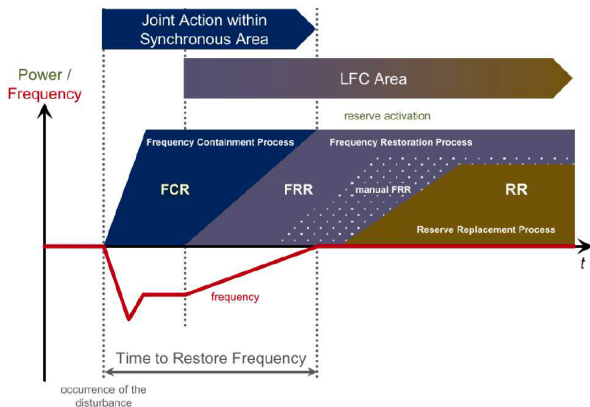 Joint Action within
Synchronous Area
LFC Area
Power /
Frequency
reserve activation
Frequency Containment Process
Frequency Restoration Process
FCR
FRR
manual FRR
RR
Reserve Replacement Process
t
frequency
Time to Restore Frequency
occurrence of the
disturbance